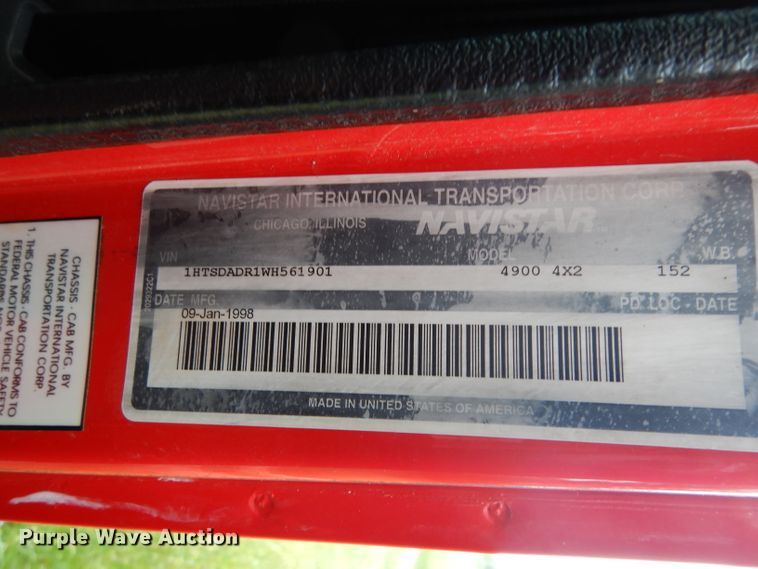 NAVISTAR INTERNATIONAL TRANSPORTATION CORP
CHICAGO, ILLINOIS NAVISTAR
VIN MODEL W.B.
1HTSDADR1WH561901 4900 4X2 152
DATE MFG. PD LOC - DATE
09-Jan-1998
MADE IN UNITED STATES OF AMERICA
CHASSIS - CAB MFG. BY
NAVISTAR INTERNATIONAL
TRANSPORTATION CORP.
1. THIS CHASSIS - CAB CONFORMS TO
FEDERAL MOTOR VEHICLE SAFETY
STANDARDS
Purple Wave Auction